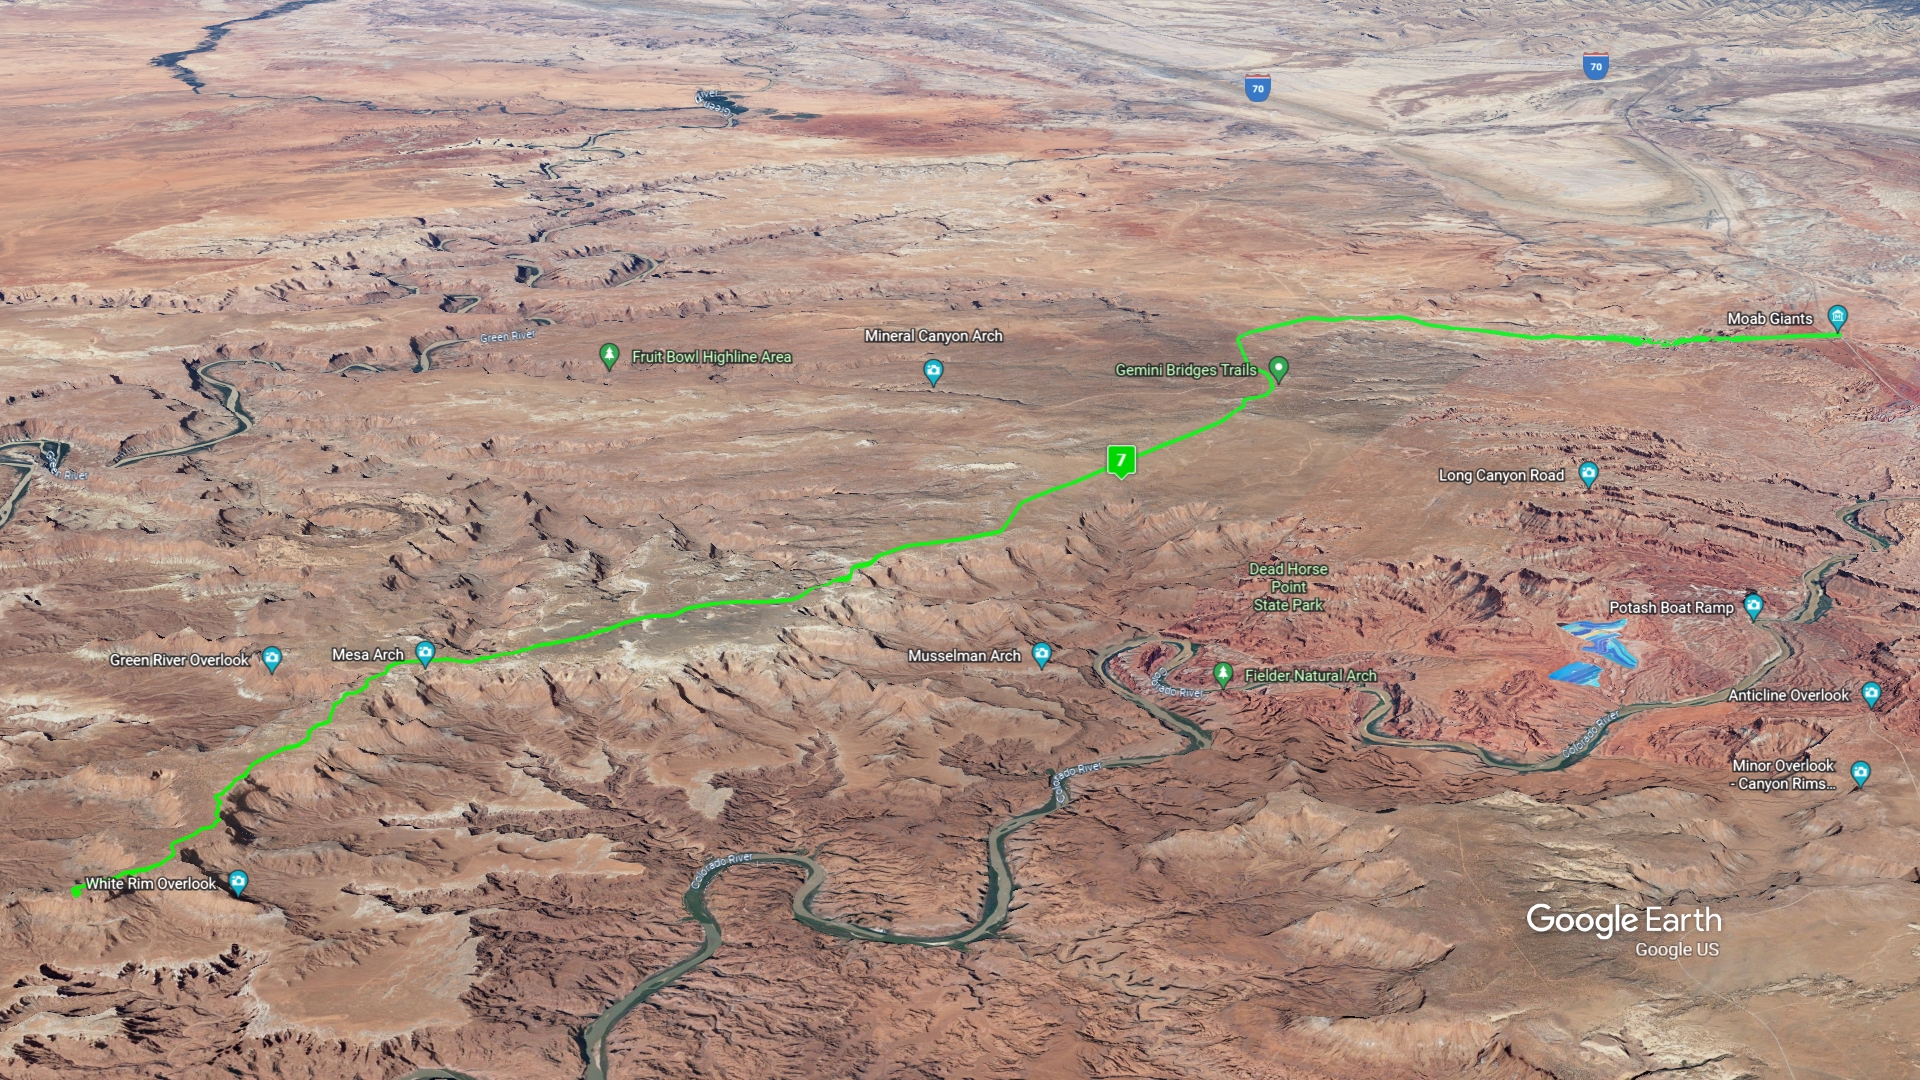 70
70
River
Green
Moab Giants
Mineral Canyon Arch
Green River
Fruit Bowl Highline Area
Gemini Bridges Trails
7
Green
River
Long Canyon Road
Dead Horse
Point
State Park
Potash Boat Ramp
Mesa Arch
Green River Overlook
Musselman Arch
Fielder Natural Arch
Colo
River
Anticline Overlook
Colorado River
Colorado River
Minor Overlook
- Canyon Rims...
Colorado River
White Rim Overlook
Google Earth
Google US